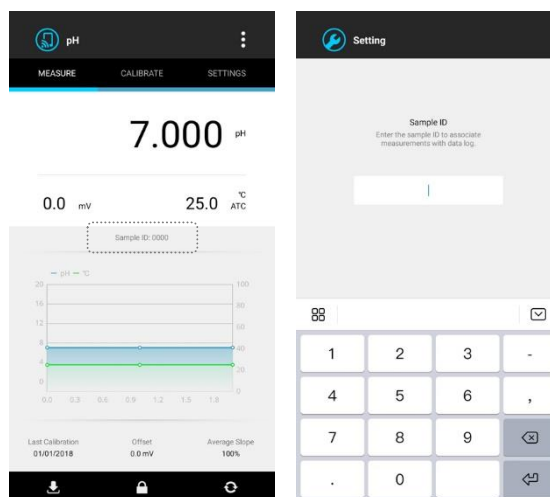 pH
MEASURE CALIBRATE SETTINGS
7.000 pH
0.0 mV 25.0 °C ATC
Sample ID: 0000
pH °C
20 100
16 80
12 60
8 40
4 20
0 0
0.0 0.3 0.6 0.9 1.2 1.5 1.8
Last Calibration Offset Average Slope
01/01/2018 0.0 mV 100%
Setting
Sample ID
Enter the sample ID to associate
measurements with data log.
1 2 3 -
4 5 6 ,
7 8 9
. 0